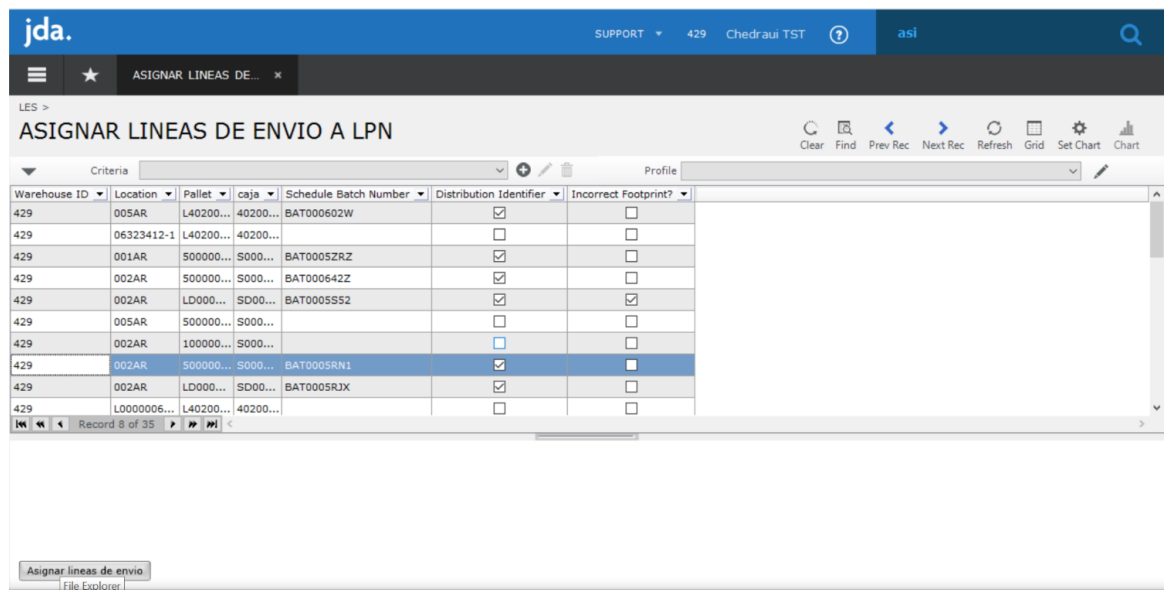 jda.
SUPPORT 429 Chedraui TST ? asi
ASIGNAR LINEAS DE... ×
LES >
ASIGNAR LINEAS DE ENVIO A LPN
Clear Find Prev Rec Next Rec Refresh Grid Set Chart Chart
Criteria Profile
Warehouse ID Location Pallet caja Schedule Batch Number Distribution Identifier Incorrect Footprint?
429 005AR L40200... 40200... BAT000602W
429 06323412-1 L40200... 40200...
429 001AR 500000... S000... BAT0005ZRZ
429 002AR 500000... S000... BAT000642Z
429 002AR LD000... SD00... BAT0005S52
429 005AR 500000... S000...
429 002AR 100000... S000...
429 002AR 500000... S000... BAT0005RN1
429 002AR LD000... SD00... BAT0005RJX
429 L0000006... L40200... 40200...
Record 8 of 35
Asignar lineas de envio
File Explorer